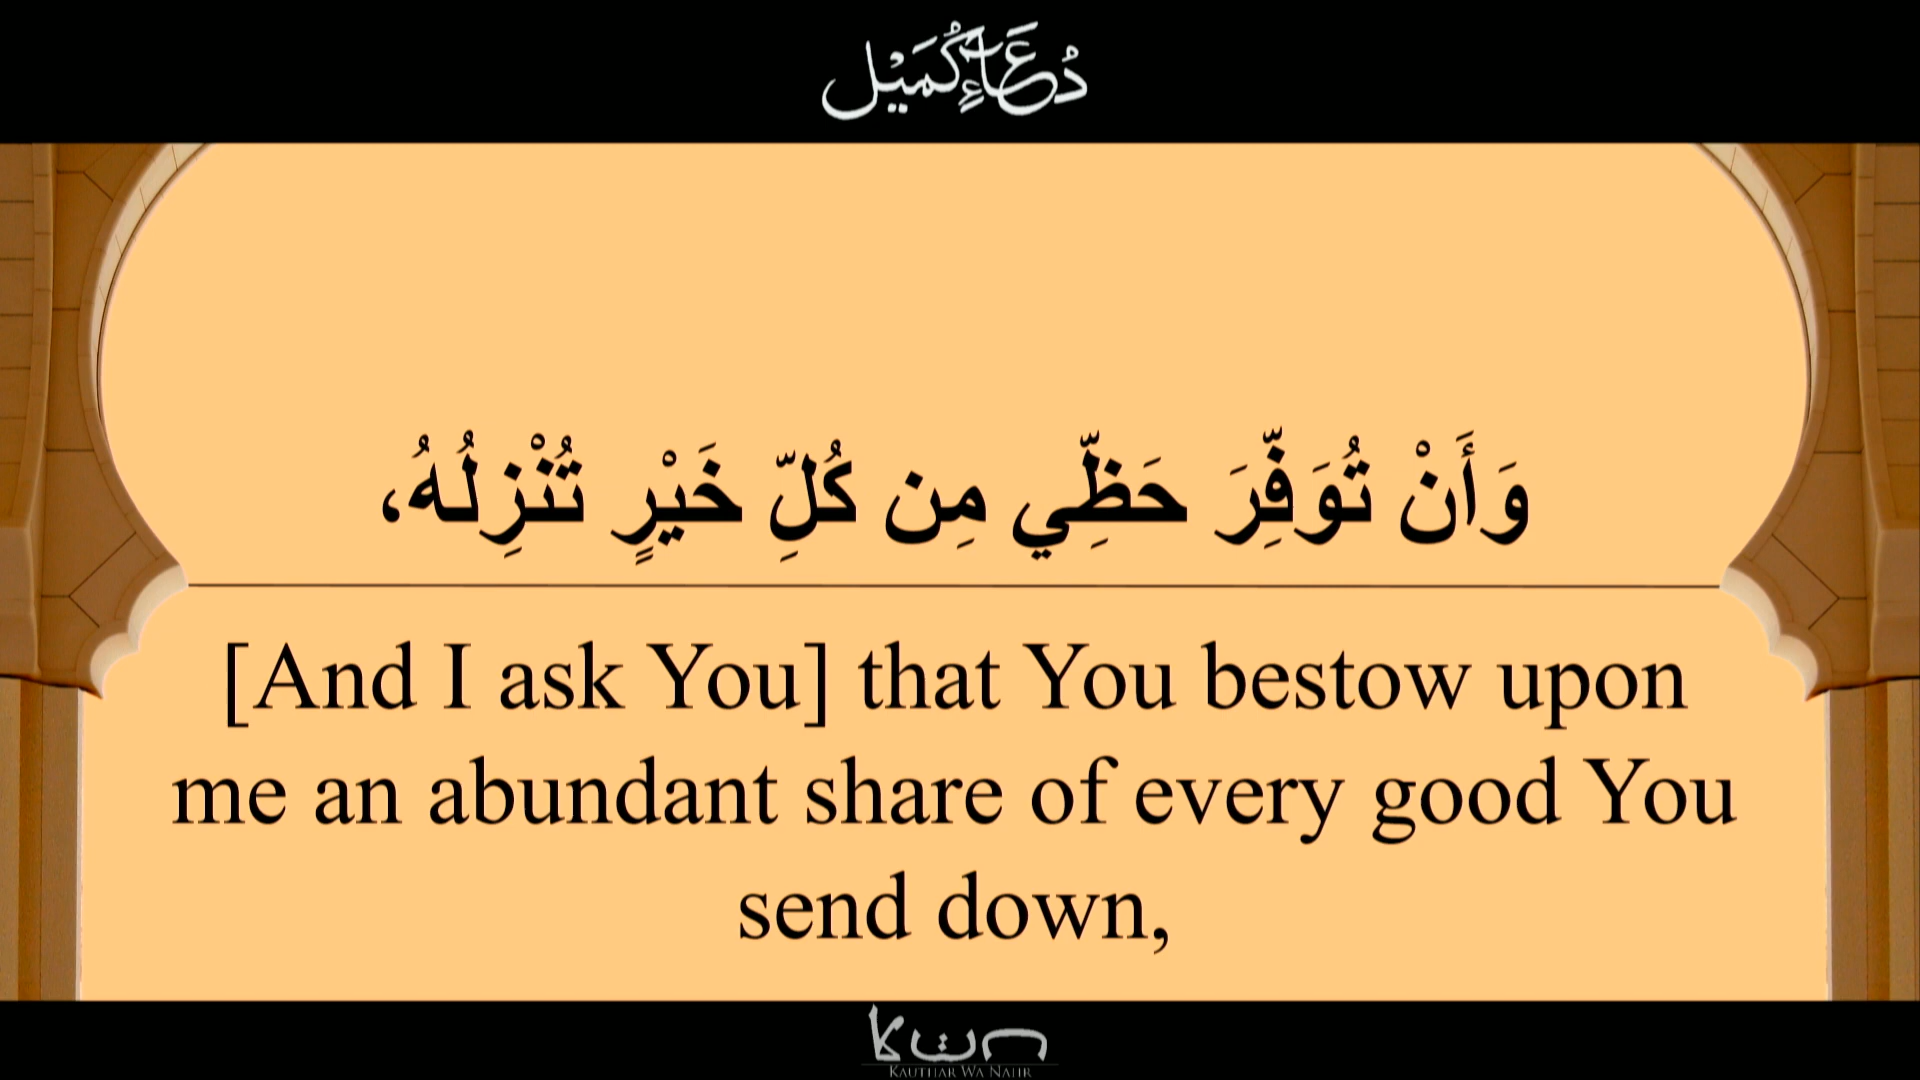 دُعَاءِ كُمَيْل
وَأَنْ تُوَفِّرَ حَظِّي مِن كُلِّ خَيْرٍ تُنْزِلُهُ،
[And I ask You] that You bestow upon
me an abundant share of every good You
send down,
KWN
KAUTHAR WA NAHR